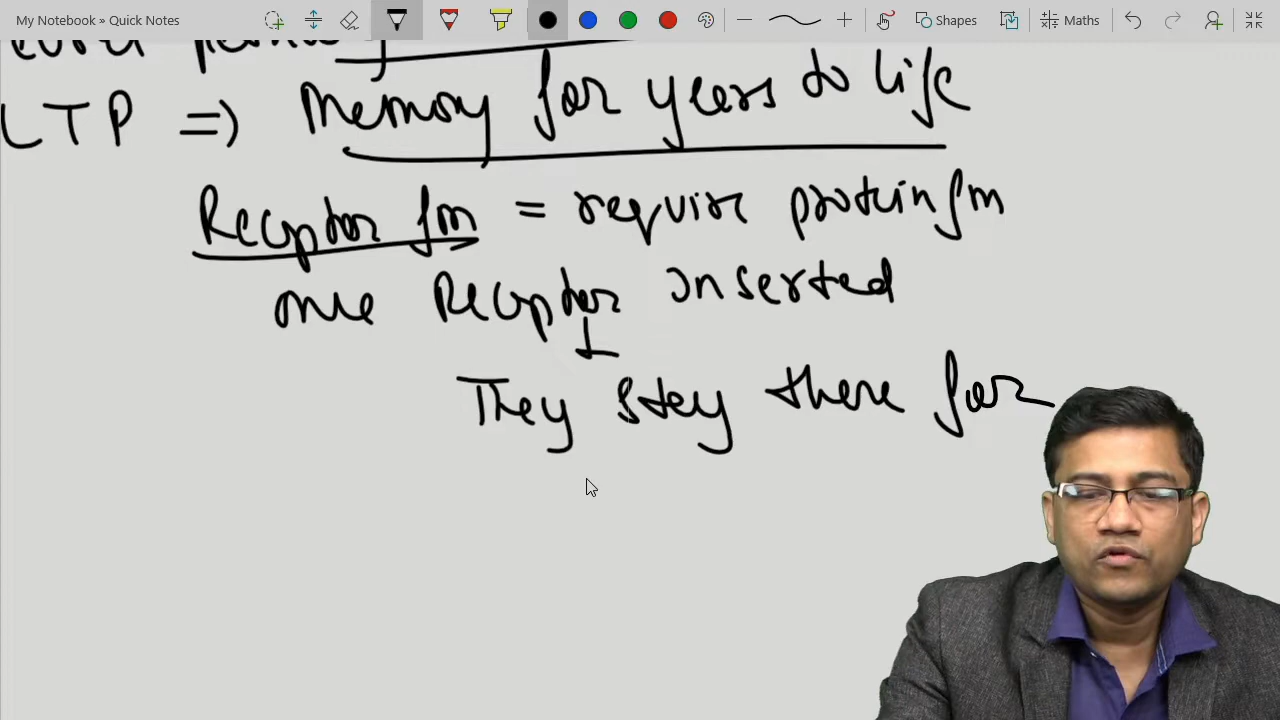 My Notebook » Quick Notes Shapes Maths
LTP => Memory for years to life
Receptor fm = require protein fm
once Receptor inserted
They stay there for